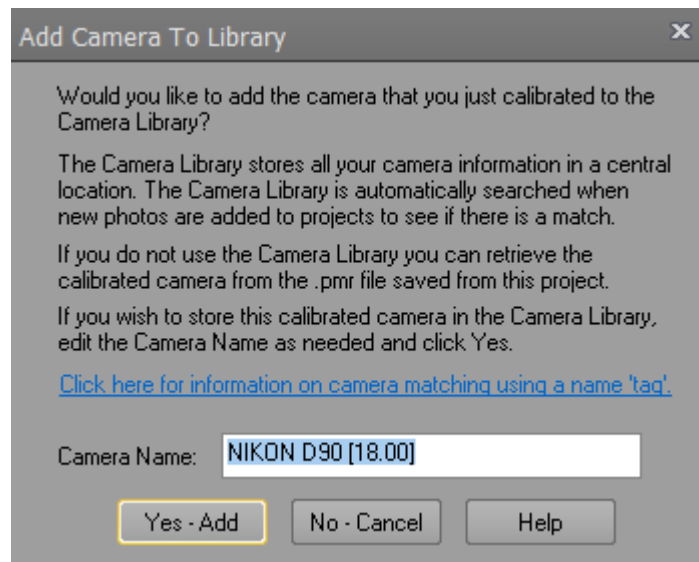 Add Camera To Library
Would you like to add the camera that you just calibrated to the
Camera Library?
The Camera Library stores all your camera information in a central
location. The Camera Library is automatically searched when
new photos are added to projects to see if there is a match.
If you do not use the Camera Library you can retrieve the
calibrated camera from the .pmr file saved from this project.
If you wish to store this calibrated camera in the Camera Library,
edit the Camera Name as needed and click Yes.
Click here for information on camera matching using a name 'tag'.
Camera Name: NIKON D90 [18.00]
Yes - Add No - Cancel Help